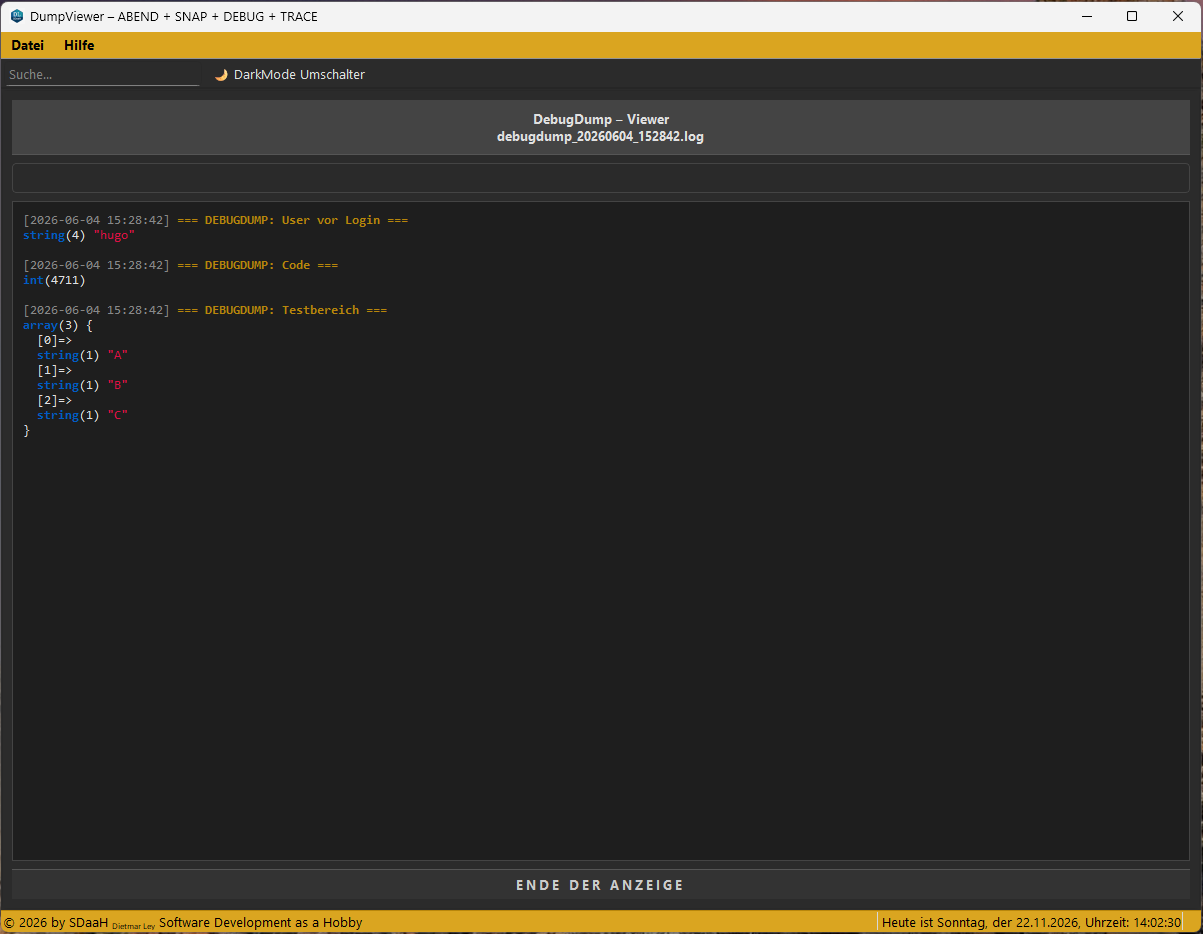 DumpViewer – ABEND + SNAP + DEBUG + TRACE
Datei Hilfe
Suche... DarkMode Umschalter
DebugDump – Viewer
debugdump_20260604_152842.log
[2026-06-04 15:28:42] === DEBUGDUMP: User vor Login ===
string(4) "hugo"
[2026-06-04 15:28:42] === DEBUGDUMP: Code ===
int(4711)
[2026-06-04 15:28:42] === DEBUGDUMP: Testbereich ===
array(3) {
  [0]=>
  string(1) "A"
  [1]=>
  string(1) "B"
  [2]=>
  string(1) "C"
}
ENDE DER ANZEIGE
© 2026 by SDaaH Dietmar Ley Software Development as a Hobby Heute ist Sonntag, der 22.11.2026, Uhrzeit: 14:02:30